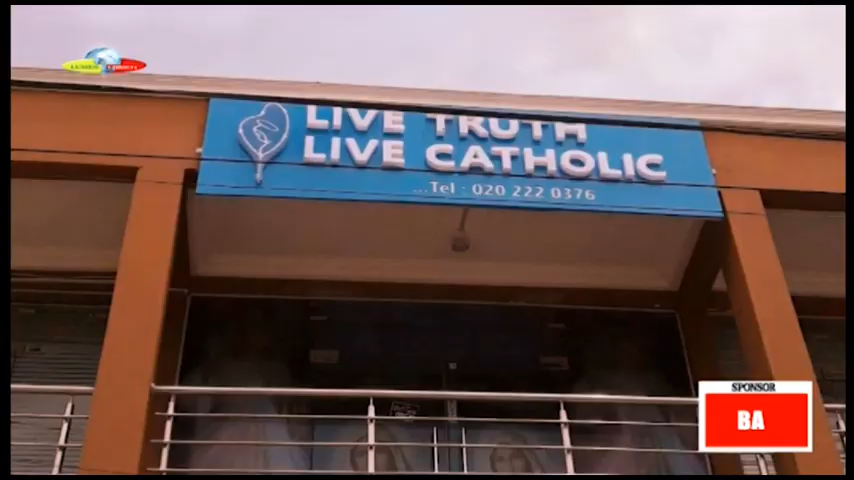 LIVE TRUTH
LIVE CATHOLIC
...Tel : 020 222 0376
SPONSOR
BA